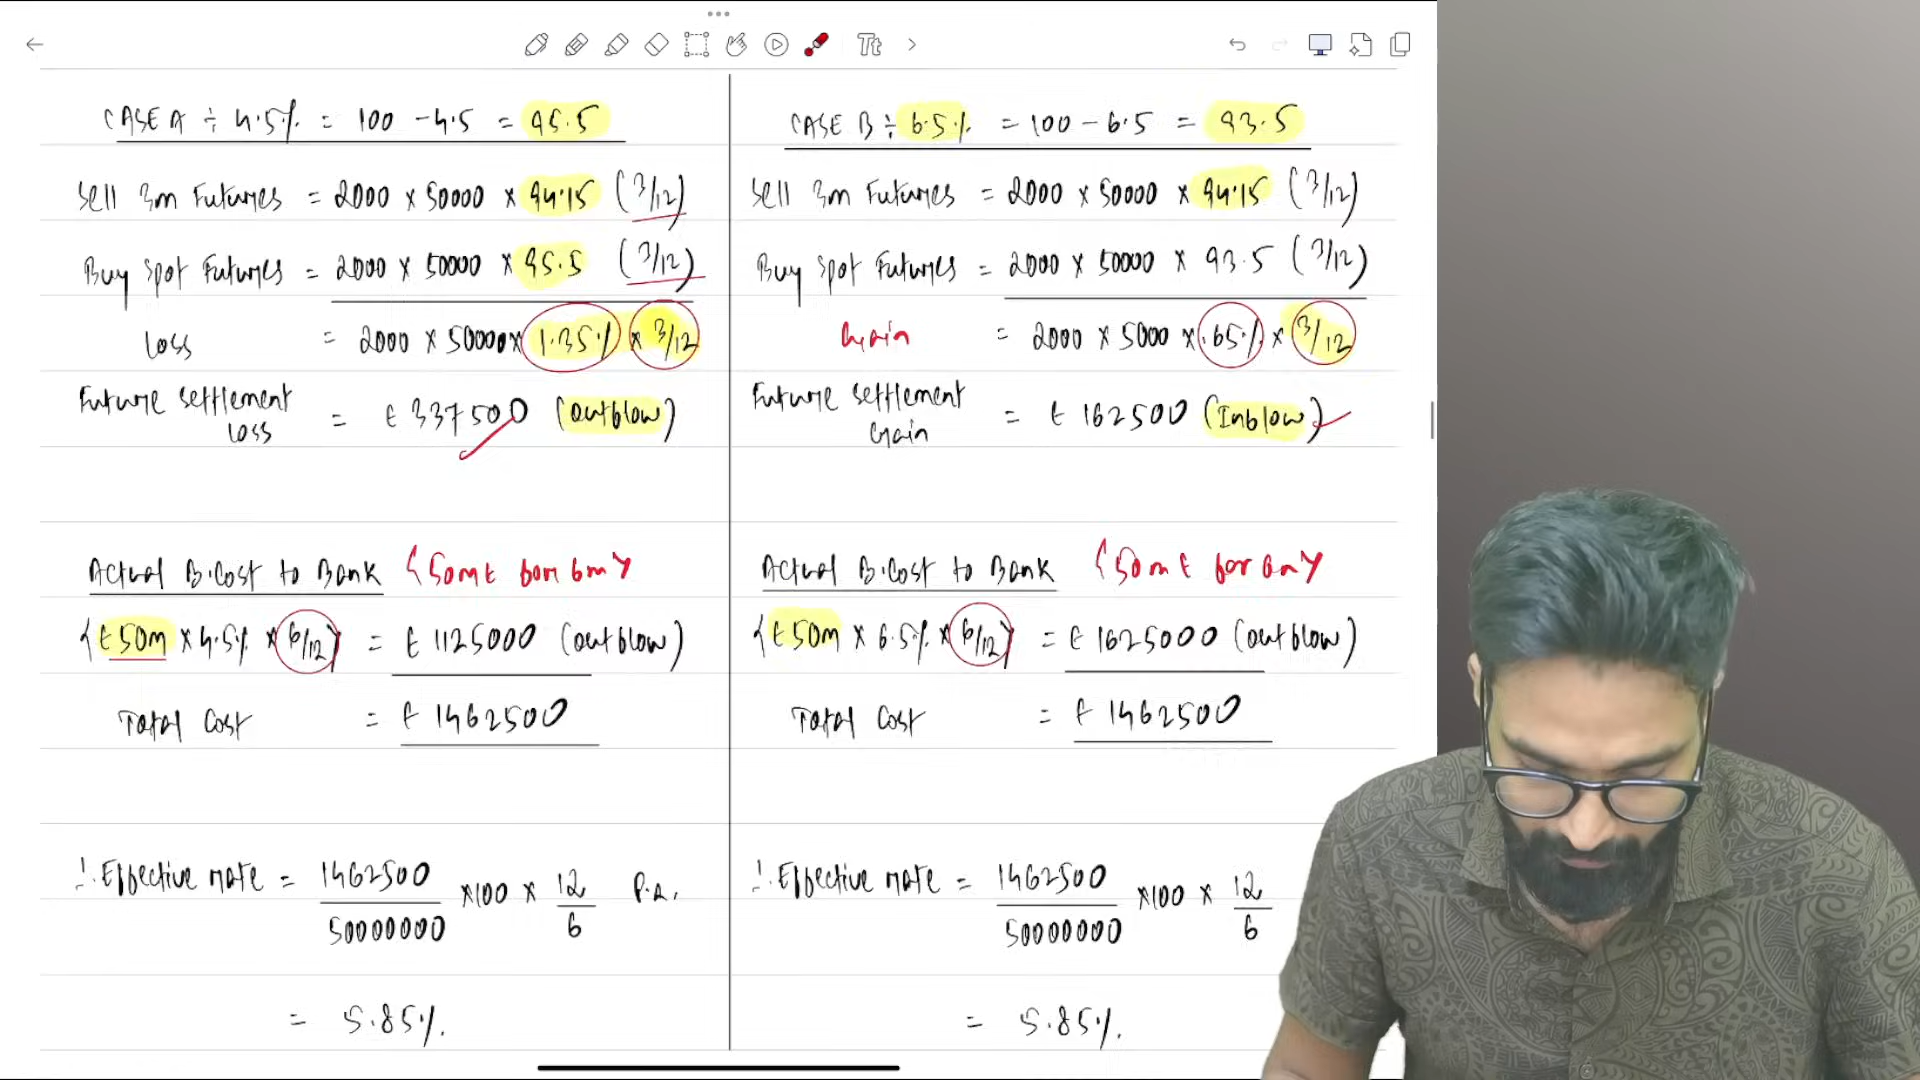 Tt
CASE A ÷ 4.5% = 100 - 4.5 = 95.5
Sell 3m Futures = 2000 × 50000 × 94.15 (3/12)
Buy Spot Futures = 2000 × 50000 × 95.5 (3/12)
Loss = 2000 × 50000 × 1.35% × 3/12
Future Settlement Loss = £ 337500 (outflow)
Actual B.Cost to Bank {50m £ for 6m}
{£50m × 4.5% × 6/12} = £ 1125000 (outflow)
Total Cost = £ 1462500
∴ Effective rate = 1462500 / 50000000 × 100 × 12/6 P.A.
= 5.85%.
CASE B ÷ 6.5% = 100 - 6.5 = 93.5
Sell 3m Futures = 2000 × 50000 × 94.15 (3/12)
Buy Spot Futures = 2000 × 50000 × 93.5 (3/12)
Gain = 2000 × 5000 × .65% × 3/12
Future Settlement Gain = £ 162500 (Inflow)
Actual B.Cost to Bank {50m £ for 6m}
{£50m × 6.5% × 6/12} = £ 1625000 (outflow)
Total Cost = £ 1462500
∴ Effective rate = 1462500 / 50000000 × 100 × 12/6
= 5.85%.